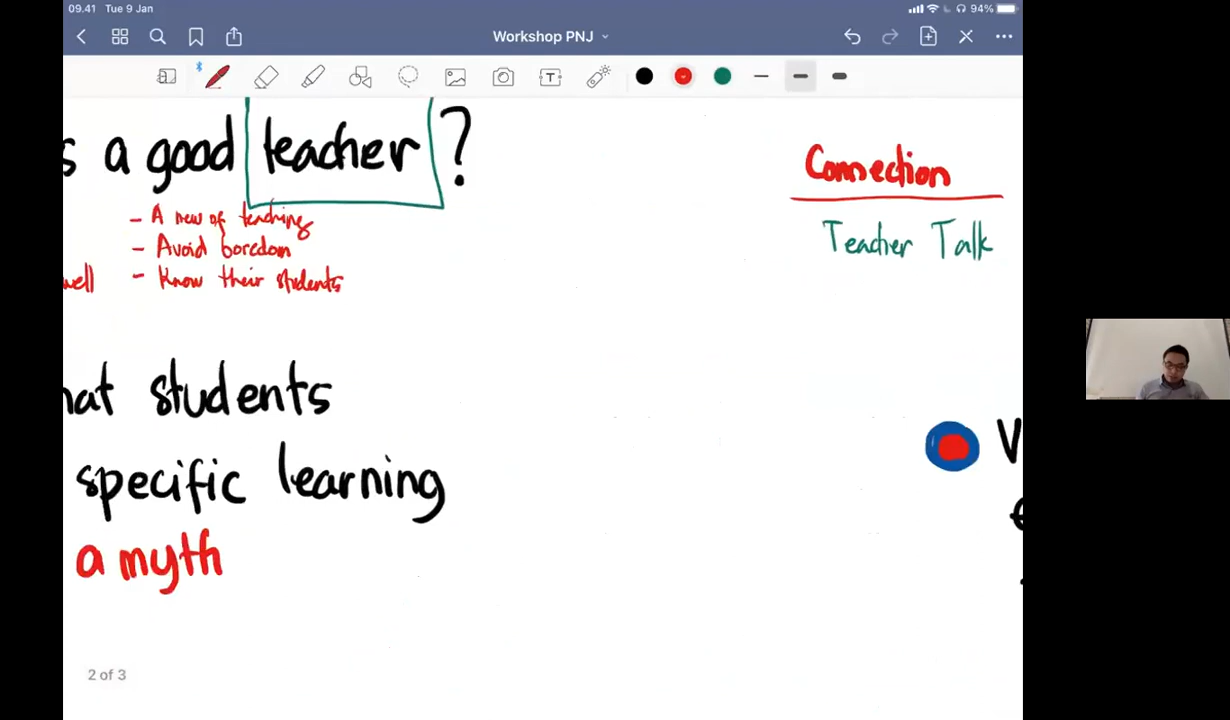 09.41 Tue 9 Jan
94%
Workshop PNJ
T
s a good teacher ?
- A new of teaching
- Avoid boredom
well - Know their students
Connection
Teacher Talk
hat students
specific learning
a myth
2 of 3